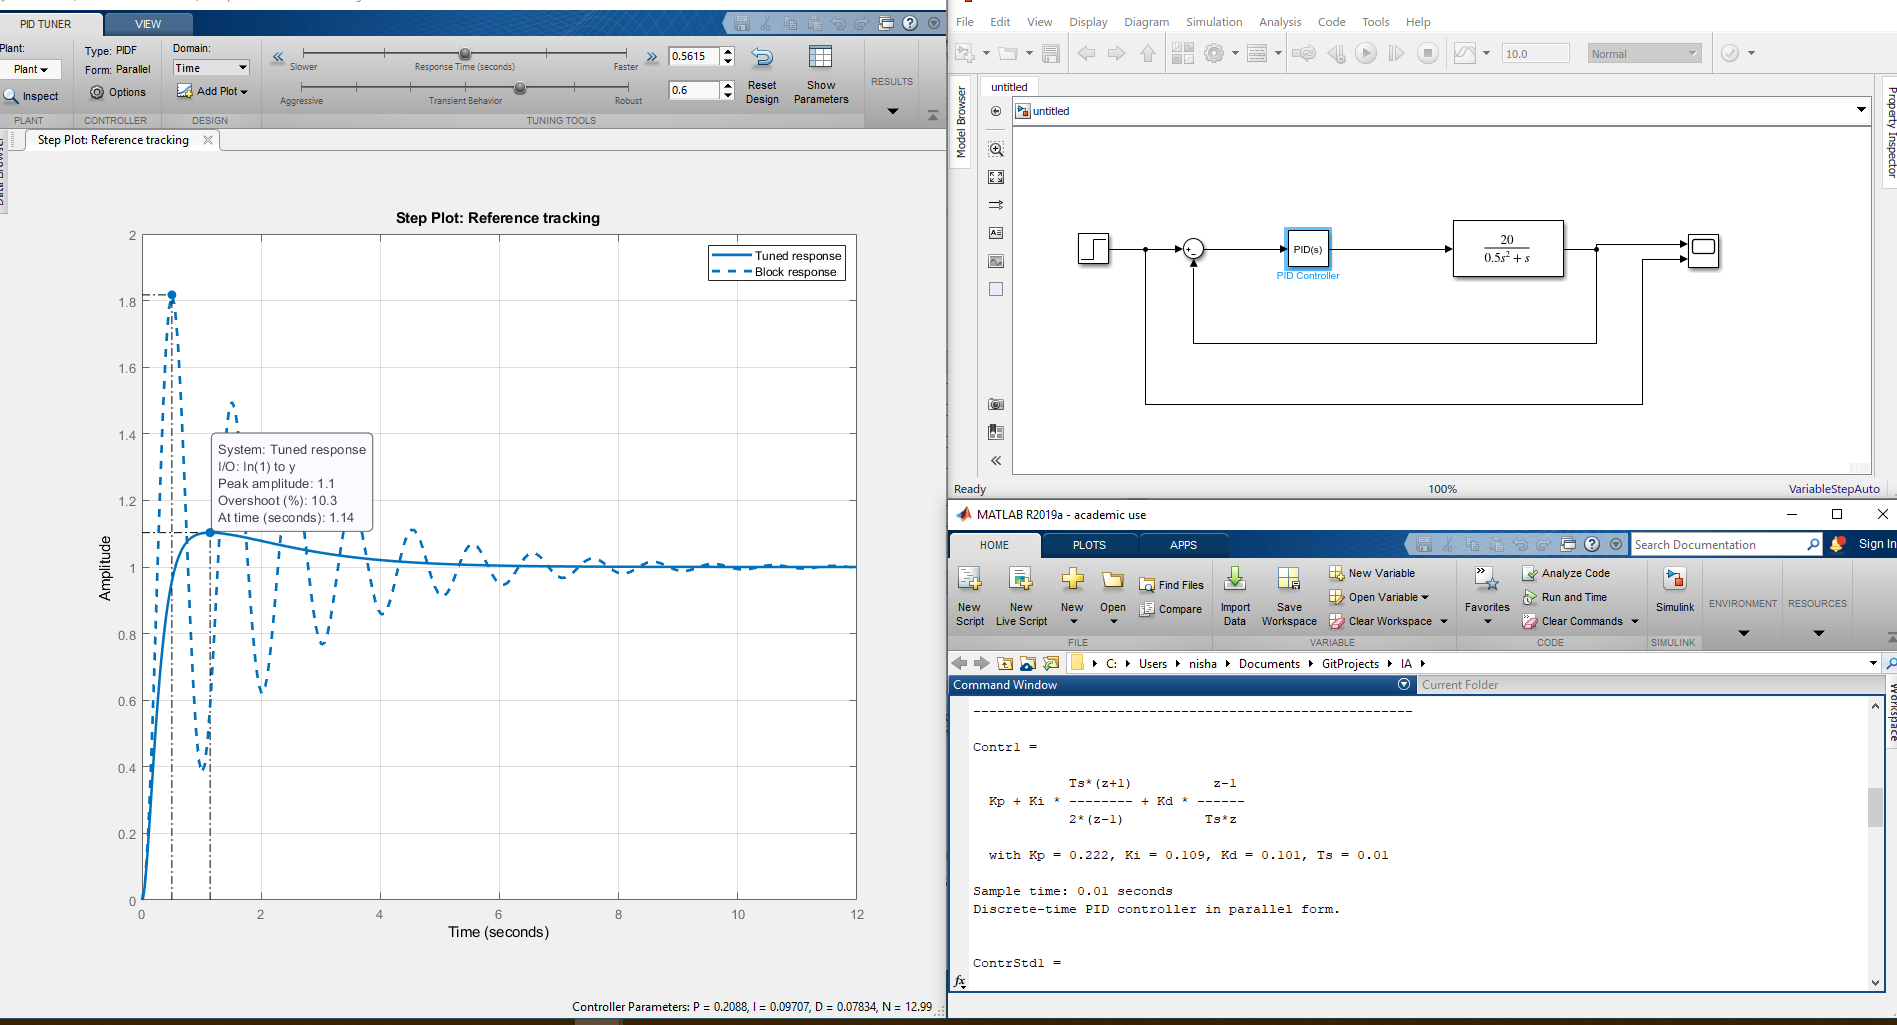 PID TUNER
VIEW
Plant:
Plant
Inspect
PLANT
Type: PIDF
Form: Parallel
Options
CONTROLLER
Domain:
Time
Add Plot
DESIGN
Slower
Response Time (seconds)
Faster
0.5615
Aggressive
Transient Behavior
Robust
0.6
Reset
Design
Show
Parameters
TUNING TOOLS
RESULTS
Step Plot: Reference tracking
Step Plot: Reference tracking
Tuned response
Block response
System: Tuned response
I/O: In(1) to y
Peak amplitude: 1.1
Overshoot (%): 10.3
At time (seconds): 1.14
Amplitude
2
1.8
1.6
1.4
1.2
1
0.8
0.6
0.4
0.2
0
0 2 4 6 8 10 12
Time (seconds)
Controller Parameters: P = 0.2088, I = 0.09707, D = 0.07834, N = 12.99
File Edit View Display Diagram Simulation Analysis Code Tools Help
10.0
Normal
Model Browser
untitled
untitled
Property Inspector
PID(s)
PID Controller
20
0.5s² + s
Ready
100%
VariableStepAuto
MATLAB R2019a - academic use
HOME
PLOTS
APPS
Search Documentation
Sign In
New
Script
New
Live Script
New
Open
Find Files
Compare
FILE
Import
Data
Save
Workspace
New Variable
Open Variable
Clear Workspace
VARIABLE
Favorites
Analyze Code
Run and Time
Clear Commands
CODE
Simulink
SIMULINK
ENVIRONMENT
RESOURCES
C: Users nisha Documents GitProjects IA
Command Window
Current Folder
Workspace
-------------------------------------------------------
Contr1 =
Ts*(z+1) z-1
Kp + Ki * -------- + Kd * ------
2*(z-1) Ts*z
with Kp = 0.222, Ki = 0.109, Kd = 0.101, Ts = 0.01
Sample time: 0.01 seconds
Discrete-time PID controller in parallel form.
ContrStd1 =
fx